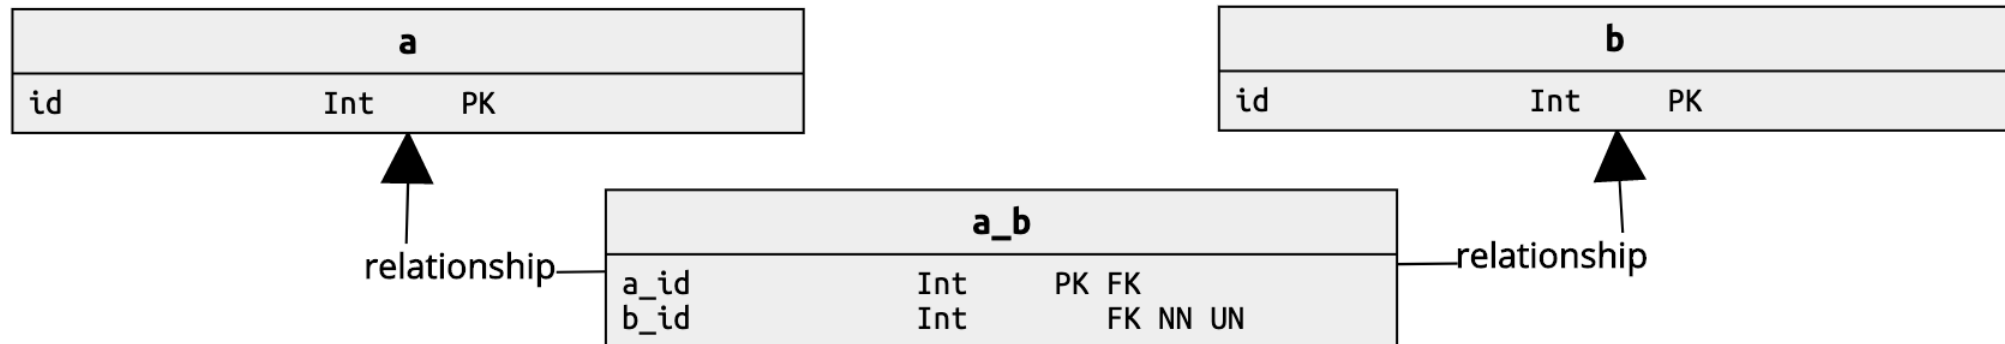 a
id Int PK
b
id Int PK
relationship
a_b
a_id Int PK FK
b_id Int FK NN UN
relationship